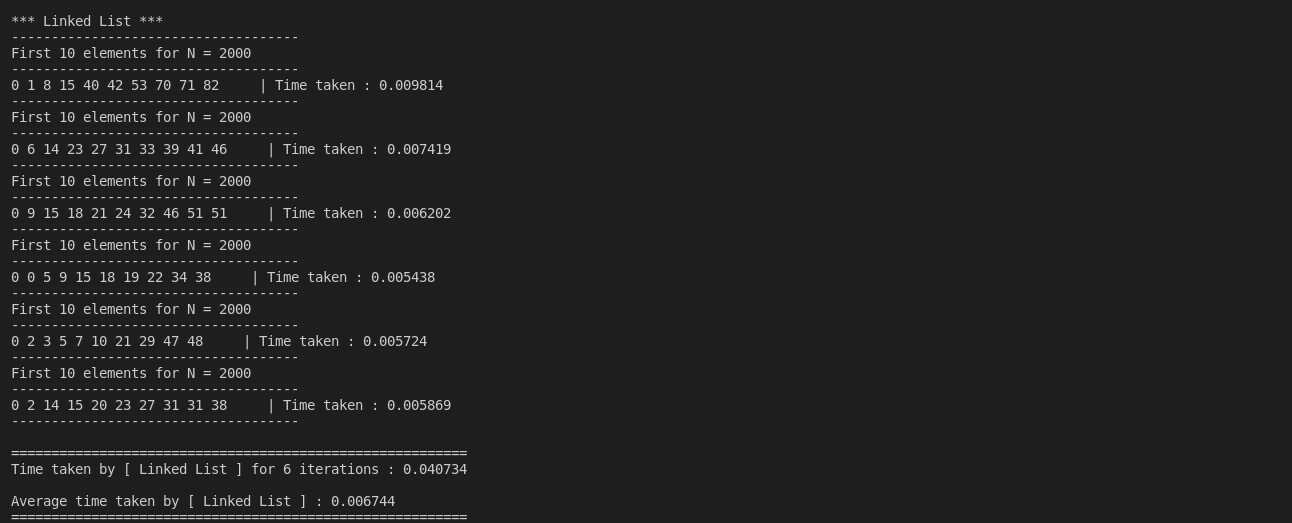 *** Linked List ***
------------------------------------
First 10 elements for N = 2000
------------------------------------
0 1 8 15 40 42 53 70 71 82     | Time taken : 0.009814
------------------------------------
First 10 elements for N = 2000
------------------------------------
0 6 14 23 27 31 33 39 41 46     | Time taken : 0.007419
------------------------------------
First 10 elements for N = 2000
------------------------------------
0 9 15 18 21 24 32 46 51 51     | Time taken : 0.006202
------------------------------------
First 10 elements for N = 2000
------------------------------------
0 0 5 9 15 18 19 22 34 38     | Time taken : 0.005438
------------------------------------
First 10 elements for N = 2000
------------------------------------
0 2 3 5 7 10 21 29 47 48     | Time taken : 0.005724
------------------------------------
First 10 elements for N = 2000
------------------------------------
0 2 14 15 20 23 27 31 31 38     | Time taken : 0.005869
------------------------------------
=========================================================
Time taken by [ Linked List ] for 6 iterations : 0.040734
Average time taken by [ Linked List ] : 0.006744
=========================================================